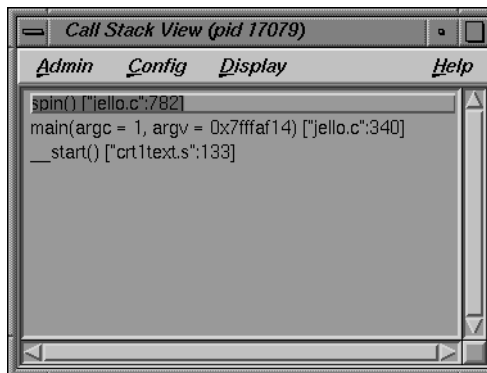 Call Stack View (pid 17079)
Admin Config Display Help
spin() ["jello.c":782]
main(argc = 1, argv = 0x7fffaf14) ["jello.c":340]
__start() ["crt1text.s":133]